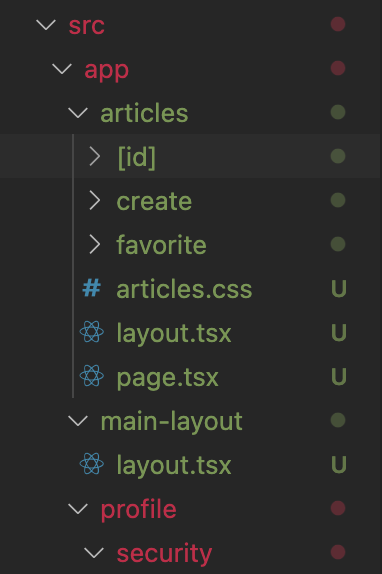 src
app
articles
[id]
create
favorite
# articles.css U
layout.tsx U
page.tsx U
main-layout
layout.tsx U
profile
security